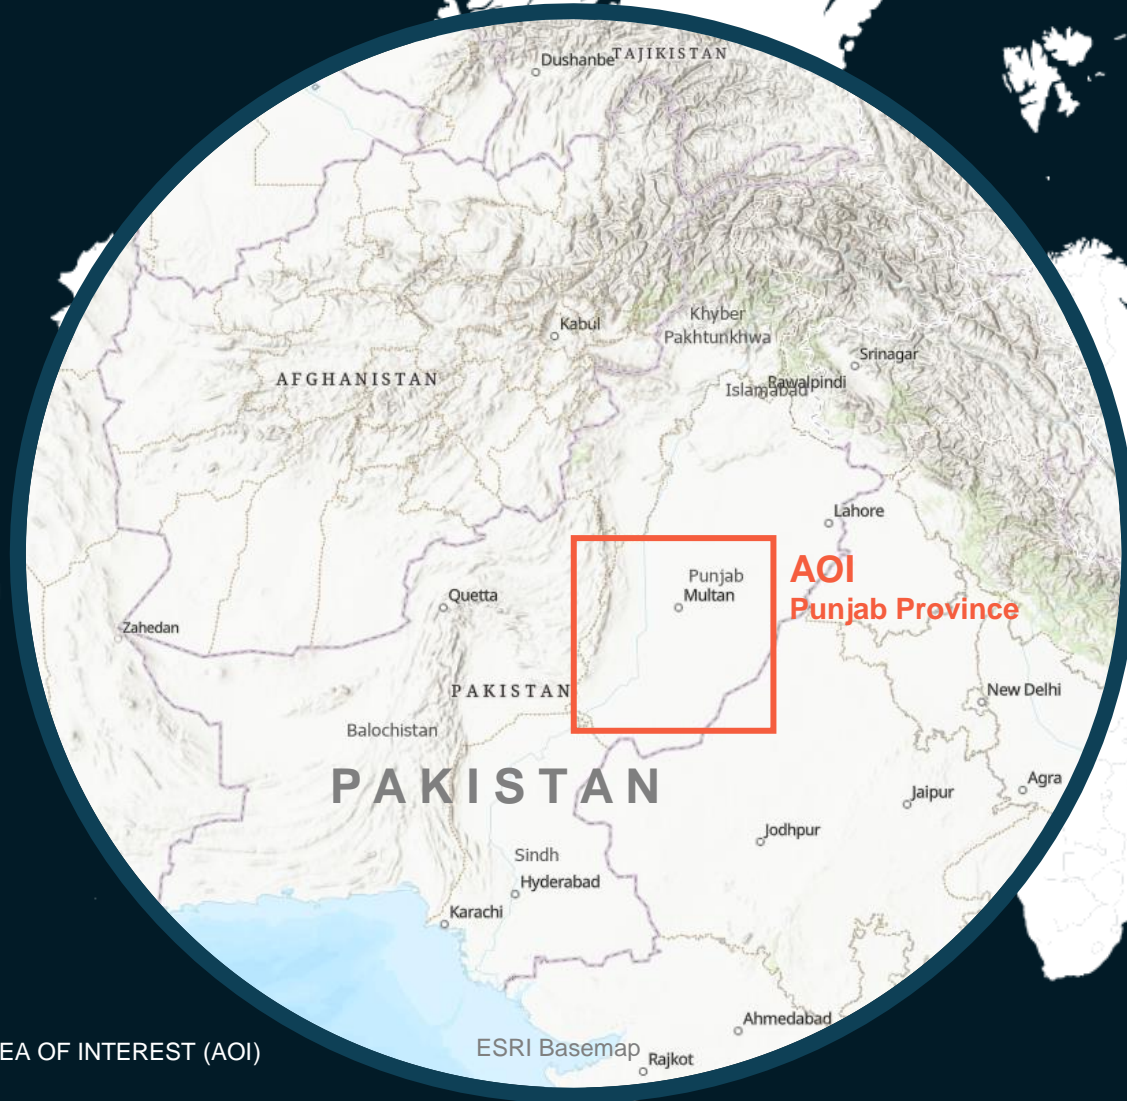 Dushanbe
TAJIKISTAN
Khyber
Pakhtunkhwa
Kabul
Srinagar
AFGHANISTAN
Rawalpindi
Islamabad
Lahore
Punjab
Multan
AOI
Punjab Province
Quetta
Zahedan
PAKISTAN
New Delhi
Balochistan
PAKISTAN
Agra
Jaipur
Jodhpur
Sindh
Hyderabad
Karachi
Ahmedabad
EA OF INTEREST (AOI)
ESRI Basemap
Rajkot